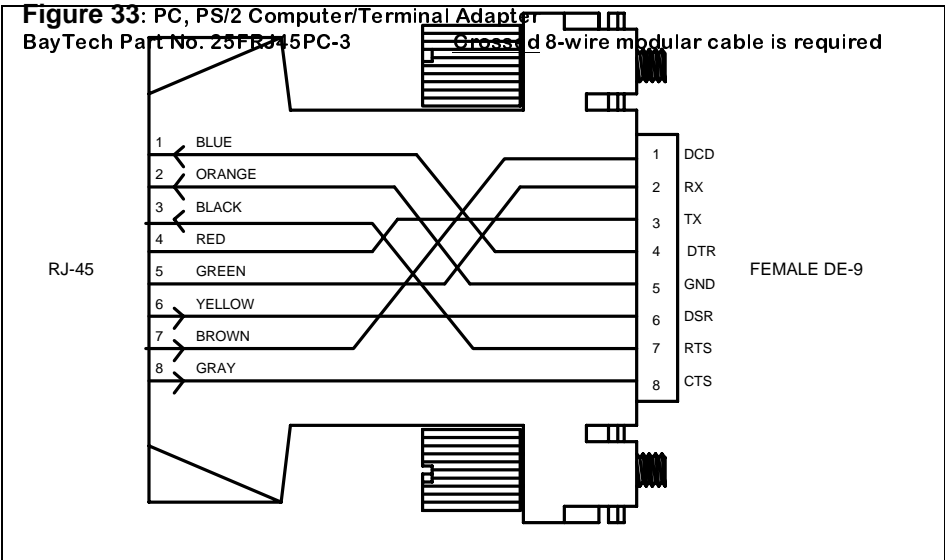 Figure 33: PC, PS/2 Computer/Terminal Adapter
BayTech Part No. 25FRJ45PC-3 Crossed 8-wire modular cable is required
1 BLUE
2 ORANGE
3 BLACK
4 RED
5 GREEN
6 YELLOW
7 BROWN
8 GRAY
RJ-45
1 DCD
2 RX
3 TX
4 DTR
5 GND
6 DSR
7 RTS
8 CTS
FEMALE DE-9